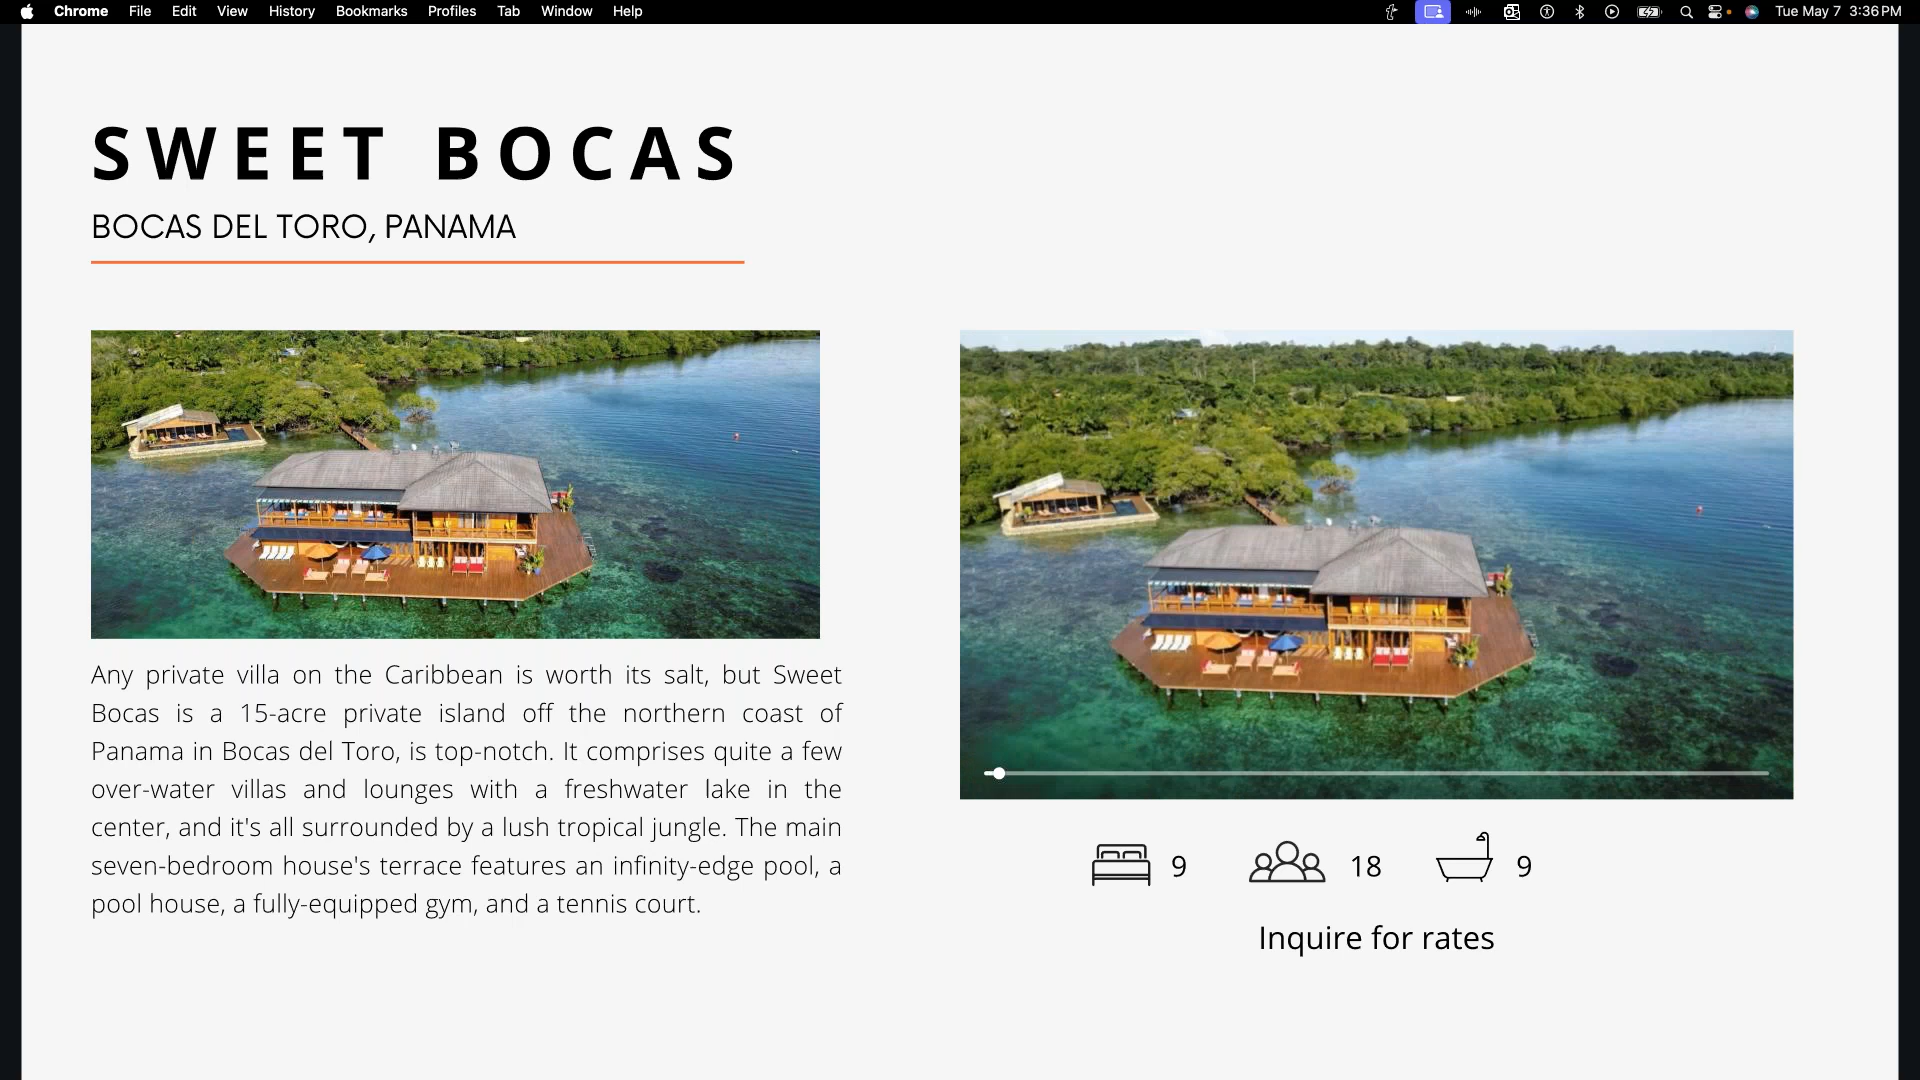 Chrome File Edit View History Bookmarks Profiles Tab Window Help Tue May 7 3:36 PM
SWEET BOCAS
BOCAS DEL TORO, PANAMA
Any private villa on the Caribbean is worth its salt, but Sweet
Bocas is a 15-acre private island off the northern coast of
Panama in Bocas del Toro, is top-notch. It comprises quite a few
over-water villas and lounges with a freshwater lake in the
center, and it's all surrounded by a lush tropical jungle. The main
seven-bedroom house's terrace features an infinity-edge pool, a
pool house, a fully-equipped gym, and a tennis court.
9 18 9
Inquire for rates